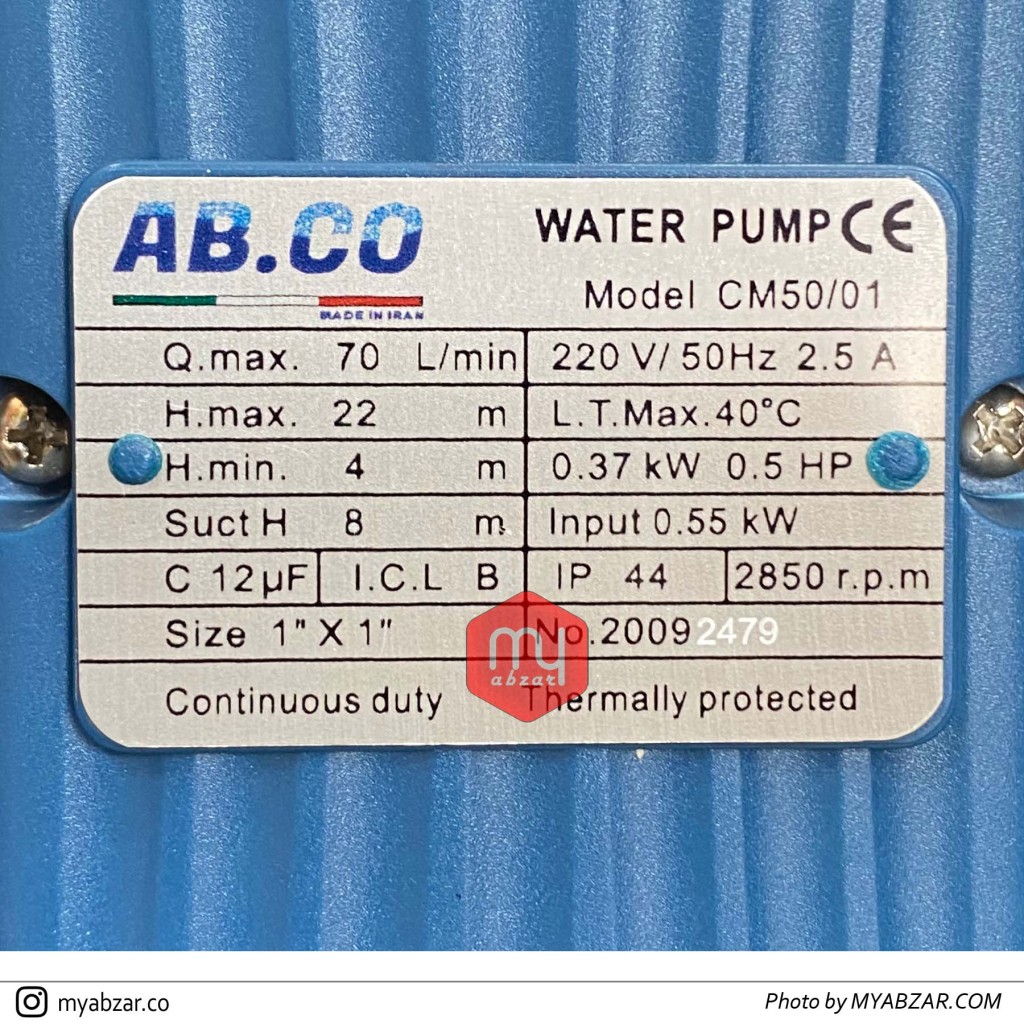 AB.CO
MADE IN IRAN
WATER PUMP CE
Model CM50/01
Q.max. 70 L/min
220 V/ 50Hz 2.5 A
H.max. 22 m
L.T.Max.40°C
H.min. 4 m
0.37 kW 0.5 HP
Suct H 8 m
Input 0.55 kW
C 12µF
I.C.L B
IP 44
2850 r.p.m
Size 1" X 1"
No.20092479
my
abzar
Continuous duty
Thermally protected
myabzar.co
Photo by MYABZAR.COM